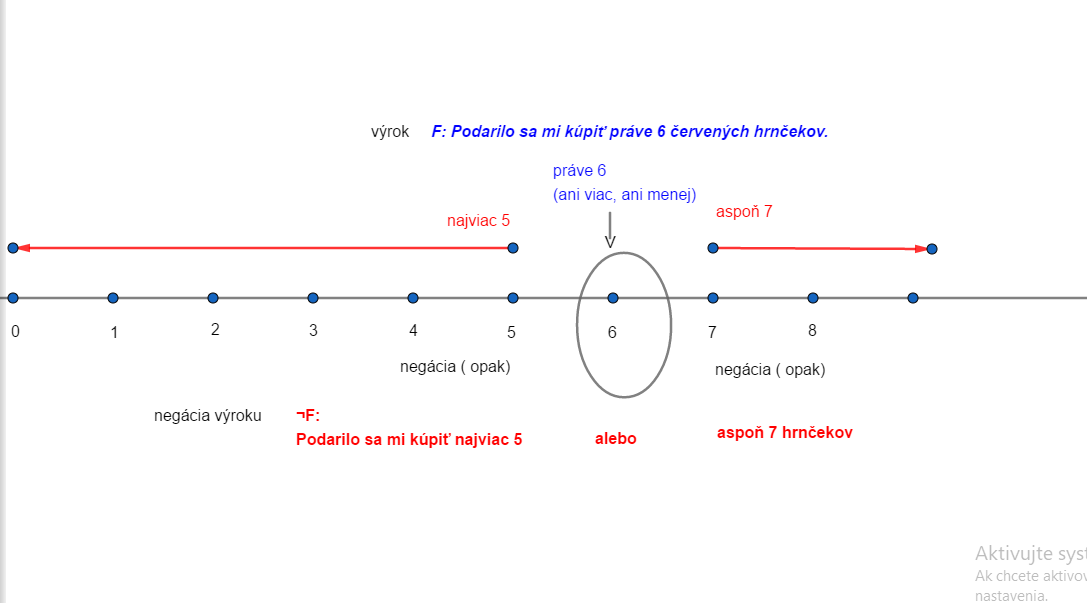 výrok F: Podarilo sa mi kúpiť práve 6 červených hrnčekov.
práve 6
(ani viac, ani menej)
najviac 5
aspoň 7
0 1 2 3 4 5 6 7 8
negácia ( opak)
negácia ( opak)
negácia výroku ¬F:
Podarilo sa mi kúpiť najviac 5 alebo aspoň 7 hrnčekov
Aktivujte syst
Ak chcete aktivov
nastavenia.